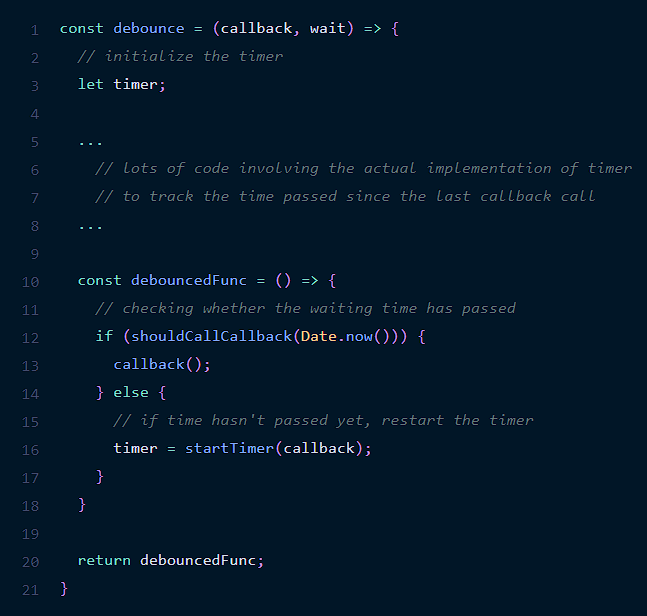 1 const debounce = (callback, wait) => {
2 // initialize the timer
3 let timer;
4
5 ...
6 // lots of code involving the actual implementation of timer
7 // to track the time passed since the last callback call
8 ...
9
10 const debouncedFunc = () => {
11 // checking whether the waiting time has passed
12 if (shouldCallCallback(Date.now())) {
13 callback();
14 } else {
15 // if time hasn't passed yet, restart the timer
16 timer = startTimer(callback);
17 }
18 }
19
20 return debouncedFunc;
21 }